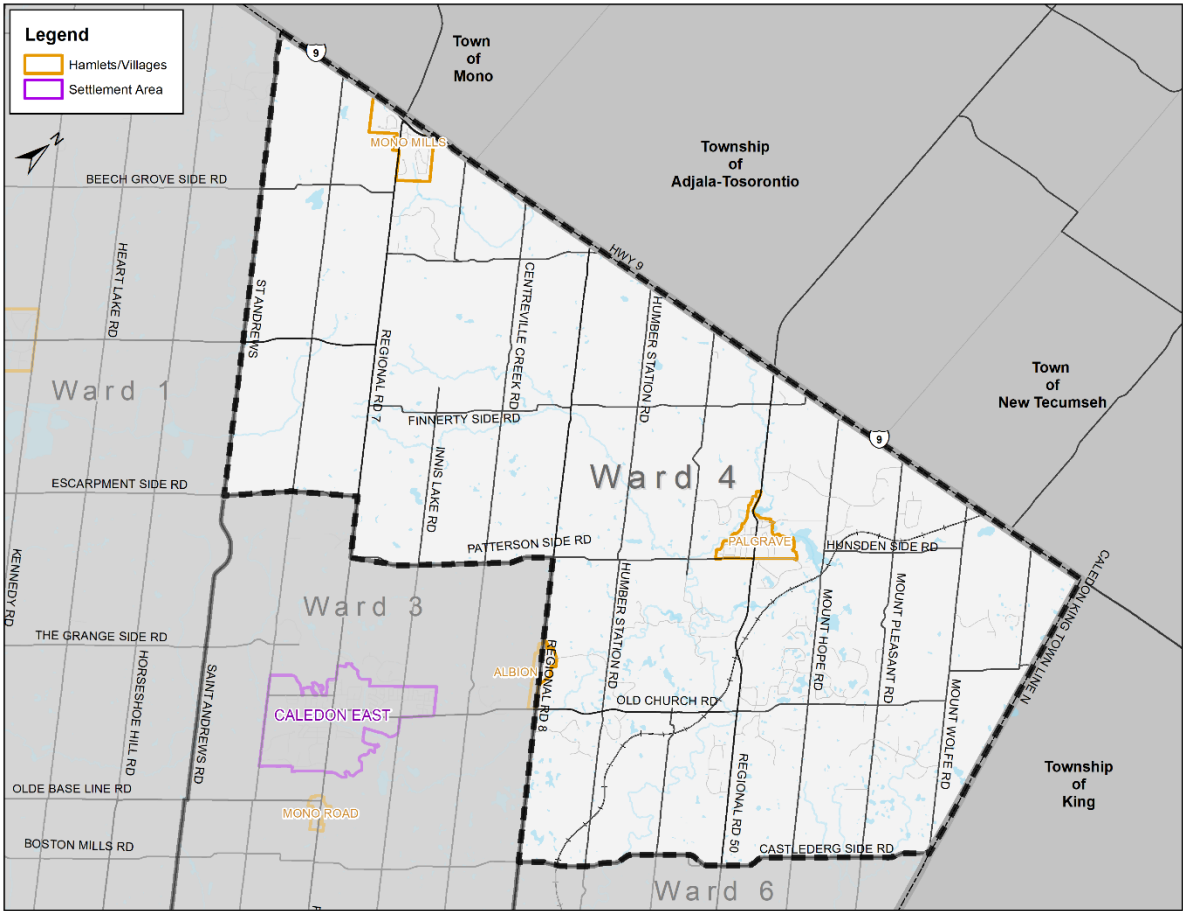 Legend
Hamlets/Villages
Settlement Area
N
9
Town
of
Mono
MONO MILLS
Township
of
Adjala-Tosorontio
BEECH GROVE SIDE RD
HEART LAKE RD
ST ANDREWS
REGIONAL RD 7
CENTREVILLE CREEK RD
HWY 9
HUMBER STATION RD
Ward 1
FINNERTY SIDE RD
INNIS LAKE RD
Town
of
New Tecumseh
9
Ward 4
ESCARPMENT SIDE RD
PATTERSON SIDE RD
PALGRAVE
HUNSDEN SIDE RD
KENNEDY RD
Ward 3
HUMBER STATION RD
MOUNT HOPE RD
MOUNT PLEASANT RD
CALEDON KING TOWN LINE N
THE GRANGE SIDE RD
HORSESHOE HILL RD
SAINT ANDREWS RD
ALBION
REGIONAL RD 8
OLD CHURCH RD
MOUNT WOLFE RD
CALEDON EAST
REGIONAL RD 50
Township
of
King
OLDE BASE LINE RD
MONO ROAD
BOSTON MILLS RD
CASTLEDERG SIDE RD
Ward 6